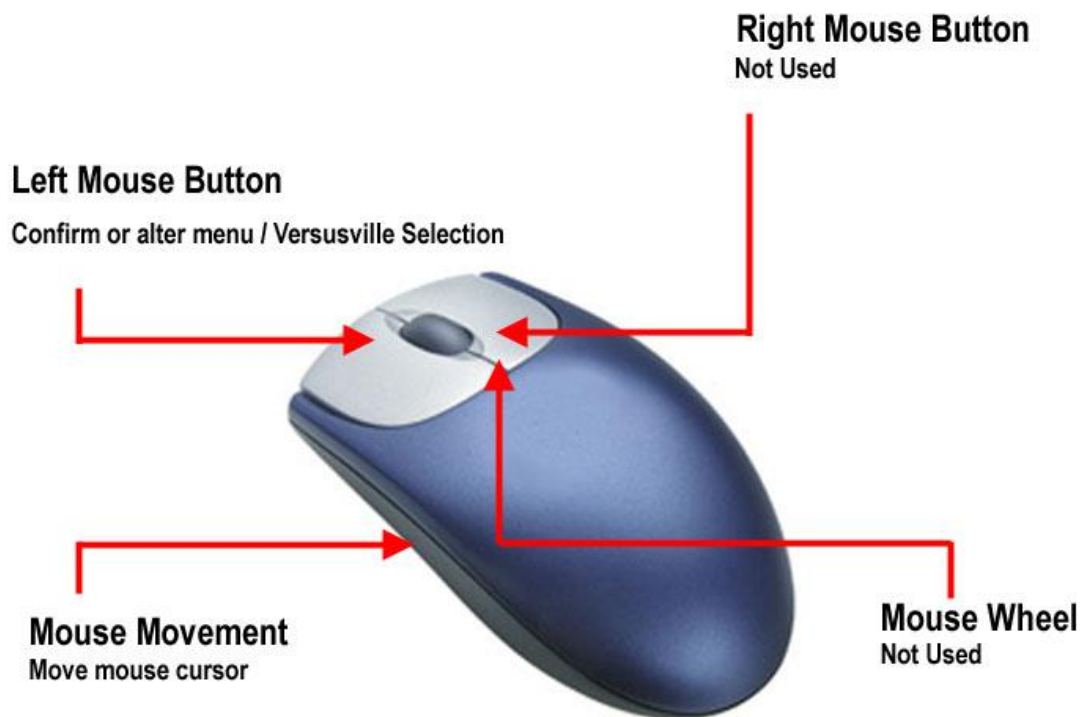 Right Mouse Button
Not Used
Left Mouse Button
Confirm or alter menu / Versusville Selection
Mouse Movement
Move mouse cursor
Mouse Wheel
Not Used